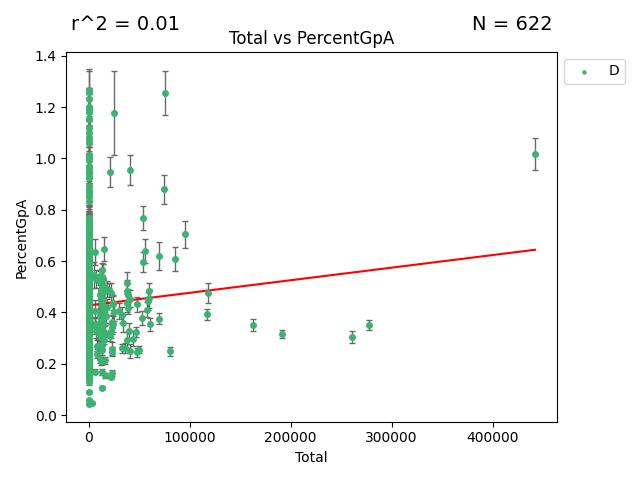 r^2 = 0.01
N = 622
Total vs PercentGpA
D
PercentGpA
1.4
1.2
1.0
0.8
0.6
0.4
0.2
0.0
0
100000
200000
300000
400000
Total